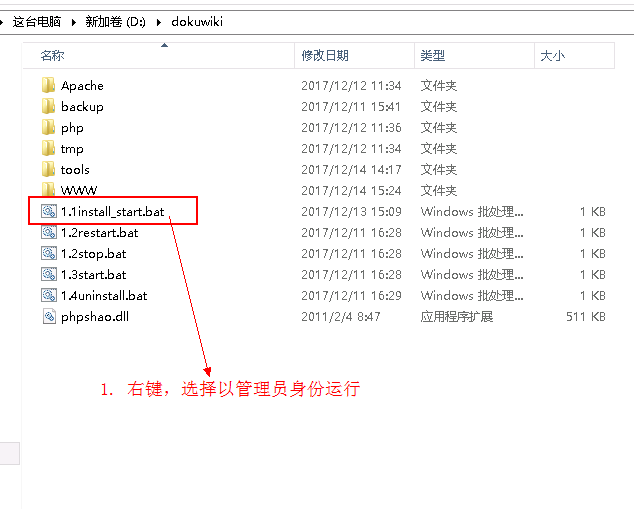 这台电脑 新加卷 (D:) dokuwiki
名称 修改日期 类型 大小
Apache 2017/12/12 11:34 文件夹
backup 2017/12/11 15:41 文件夹
php 2017/12/12 11:36 文件夹
tmp 2017/12/12 11:34 文件夹
tools 2017/12/14 14:17 文件夹
WWW 2017/12/14 15:24 文件夹
1.1install_start.bat 2017/12/13 15:09 Windows 批处理... 1 KB
1.2restart.bat 2017/12/11 16:28 Windows 批处理... 1 KB
1.2stop.bat 2017/12/11 16:28 Windows 批处理... 1 KB
1.3start.bat 2017/12/11 16:28 Windows 批处理... 1 KB
1.4uninstall.bat 2017/12/11 16:29 Windows 批处理... 1 KB
phpshao.dll 2011/2/4 8:47 应用程序扩展 511 KB
1. 右键，选择以管理员身份运行